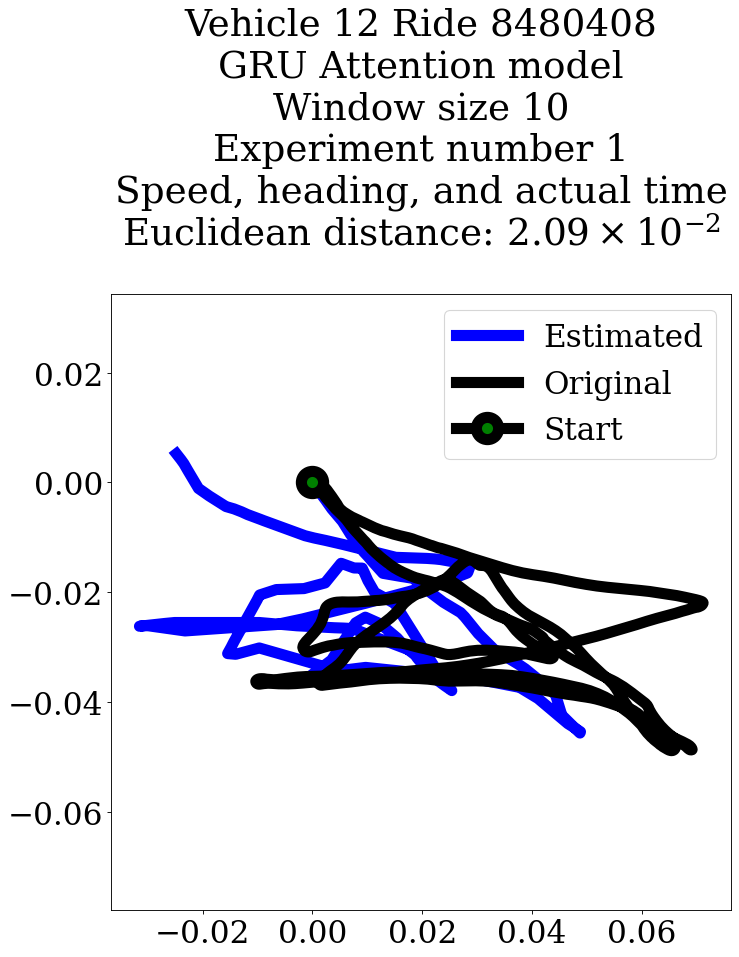 Vehicle 12 Ride 8480408
GRU Attention model
Window size 10
Experiment number 1
Speed, heading, and actual time
Euclidean distance: 2.09 × 10⁻²
Estimated
Original
Start
0.02
0.00
−0.02
−0.04
−0.06
−0.02 0.00 0.02 0.04 0.06